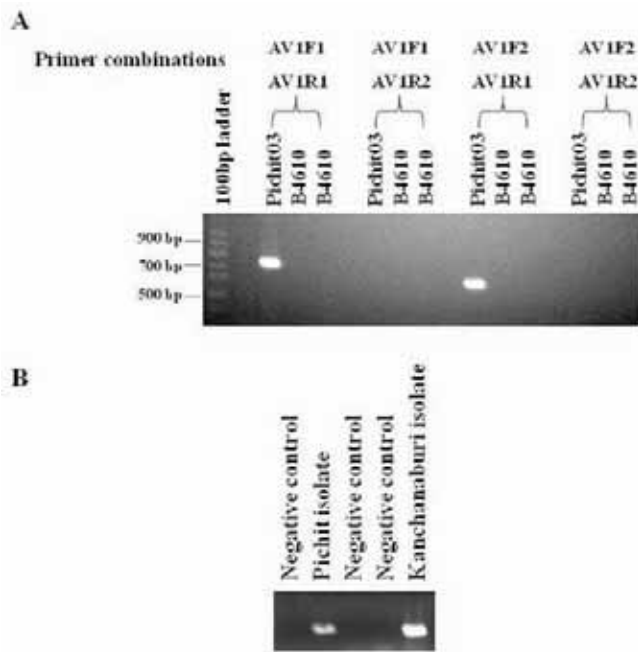 A
Primer combinations
AV1F1 AV1F1 AV1F2 AV1F2
AV1R1 AV1R2 AV1R1 AV1R2
100bp ladder
Pichit03
B4610
B4610
Pichit03
B4610
B4610
Pichit03
B4610
B4610
Pichit03
B4610
B4610
900 bp
700 bp
500 bp
B
Negative control
Pichit isolate
Negative control
Negative control
Kanchanaburi isolate